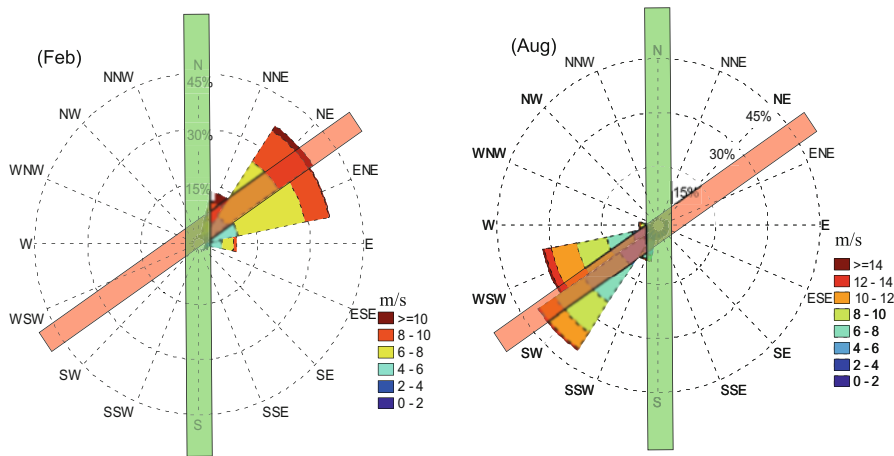 (Feb)
N
NNE
NE
ENE
E
ESE
SE
SSE
S
SSW
SW
WSW
W
WNW
NW
NNW
45%
30%
15%
m/s
>=10
8 - 10
6 - 8
4 - 6
2 - 4
0 - 2
(Aug)
N
NNE
NE
ENE
E
ESE
SE
SSE
S
SSW
SW
WSW
W
WNW
NW
NNW
45%
30%
15%
m/s
>=14
12 - 14
10 - 12
8 - 10
6 - 8
4 - 6
2 - 4
0 - 2